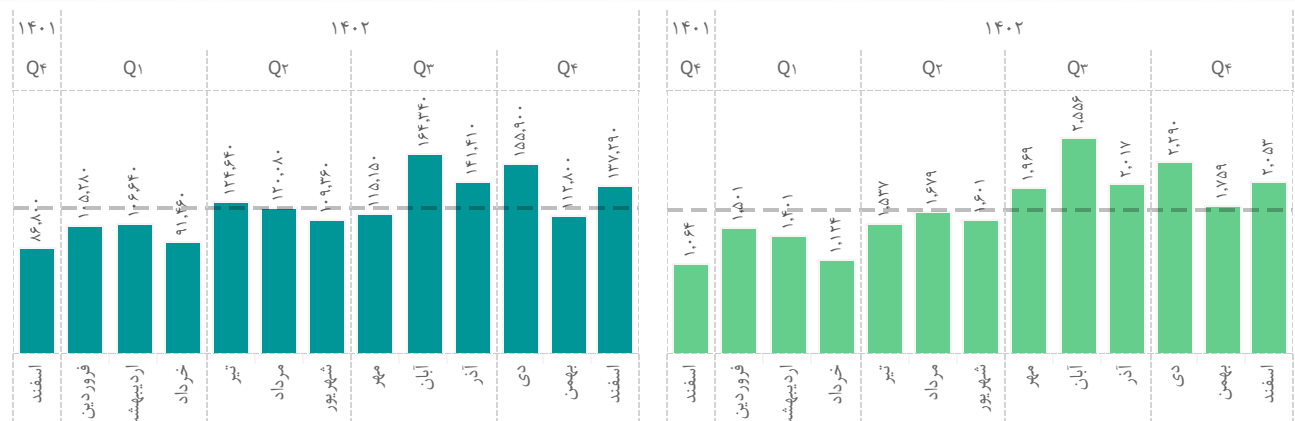 ۱۴۰۱ ۱۴۰۲
Q۴ Q۱ Q۲ Q۳ Q۴
۸۶,۸۰۰ ۱۰۵,۲۸۰ ۱۰۶,۶۴۰ ۹۱,۴۶۰ ۱۲۴,۶۴۰ ۱۲۰,۰۸۰ ۱۰۹,۳۶۰ ۱۱۵,۱۵۰ ۱۶۴,۳۴۰ ۱۴۱,۴۱۰ ۱۵۵,۹۰۰ ۱۱۲,۸۰۰ ۱۳۷,۲۹۰
اسفند فروردین اردیبهش خرداد تیر مرداد شهریور مهر آبان آذر دی بهمن اسفند
۱۴۰۱ ۱۴۰۲
Q۴ Q۱ Q۲ Q۳ Q۴
۱,۰۶۴ ۱,۵۰۱ ۱,۴۰۱ ۱,۱۲۴ ۱,۵۳۷ ۱,۶۷۹ ۱,۶۰۱ ۱,۹۶۹ ۲,۵۵۶ ۲,۰۱۷ ۲,۲۹۰ ۱,۷۵۹ ۲,۰۵۳
اسفند فروردین اردیبهش خرداد تیر مرداد شهریور مهر آبان آذر دی بهمن اسفند